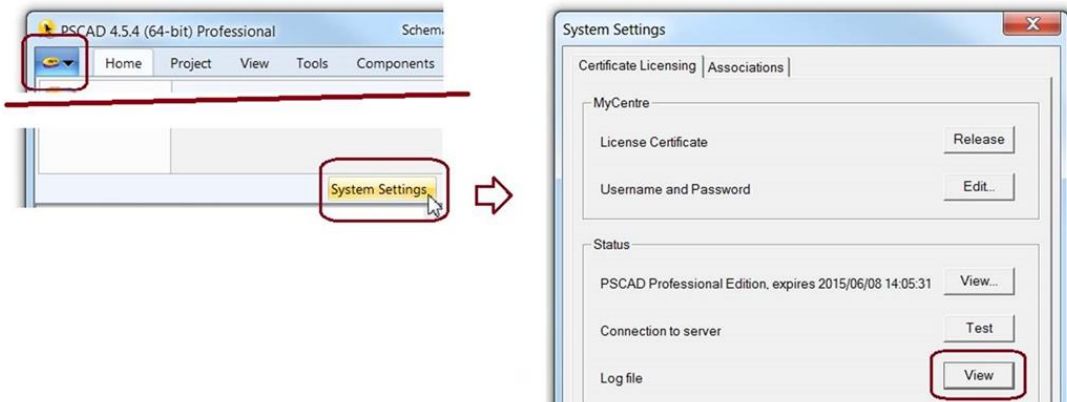 PSCAD 4.5.4 (64-bit) Professional
Home Project View Tools Components
System Settings
System Settings
Certificate Licensing Associations
MyCentre
License Certificate Release
Username and Password Edit...
Status
PSCAD Professional Edition, expires 2015/06/08 14:05:31 View...
Connection to server Test
Log file View